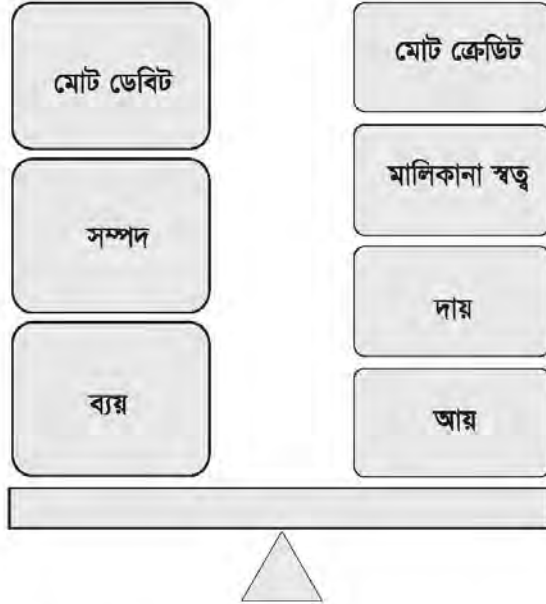 মোট ডেবিট
সম্পদ
ব্যয়
মোট ক্রেডিট
মালিকানা স্বত্ব
দায়
আয়